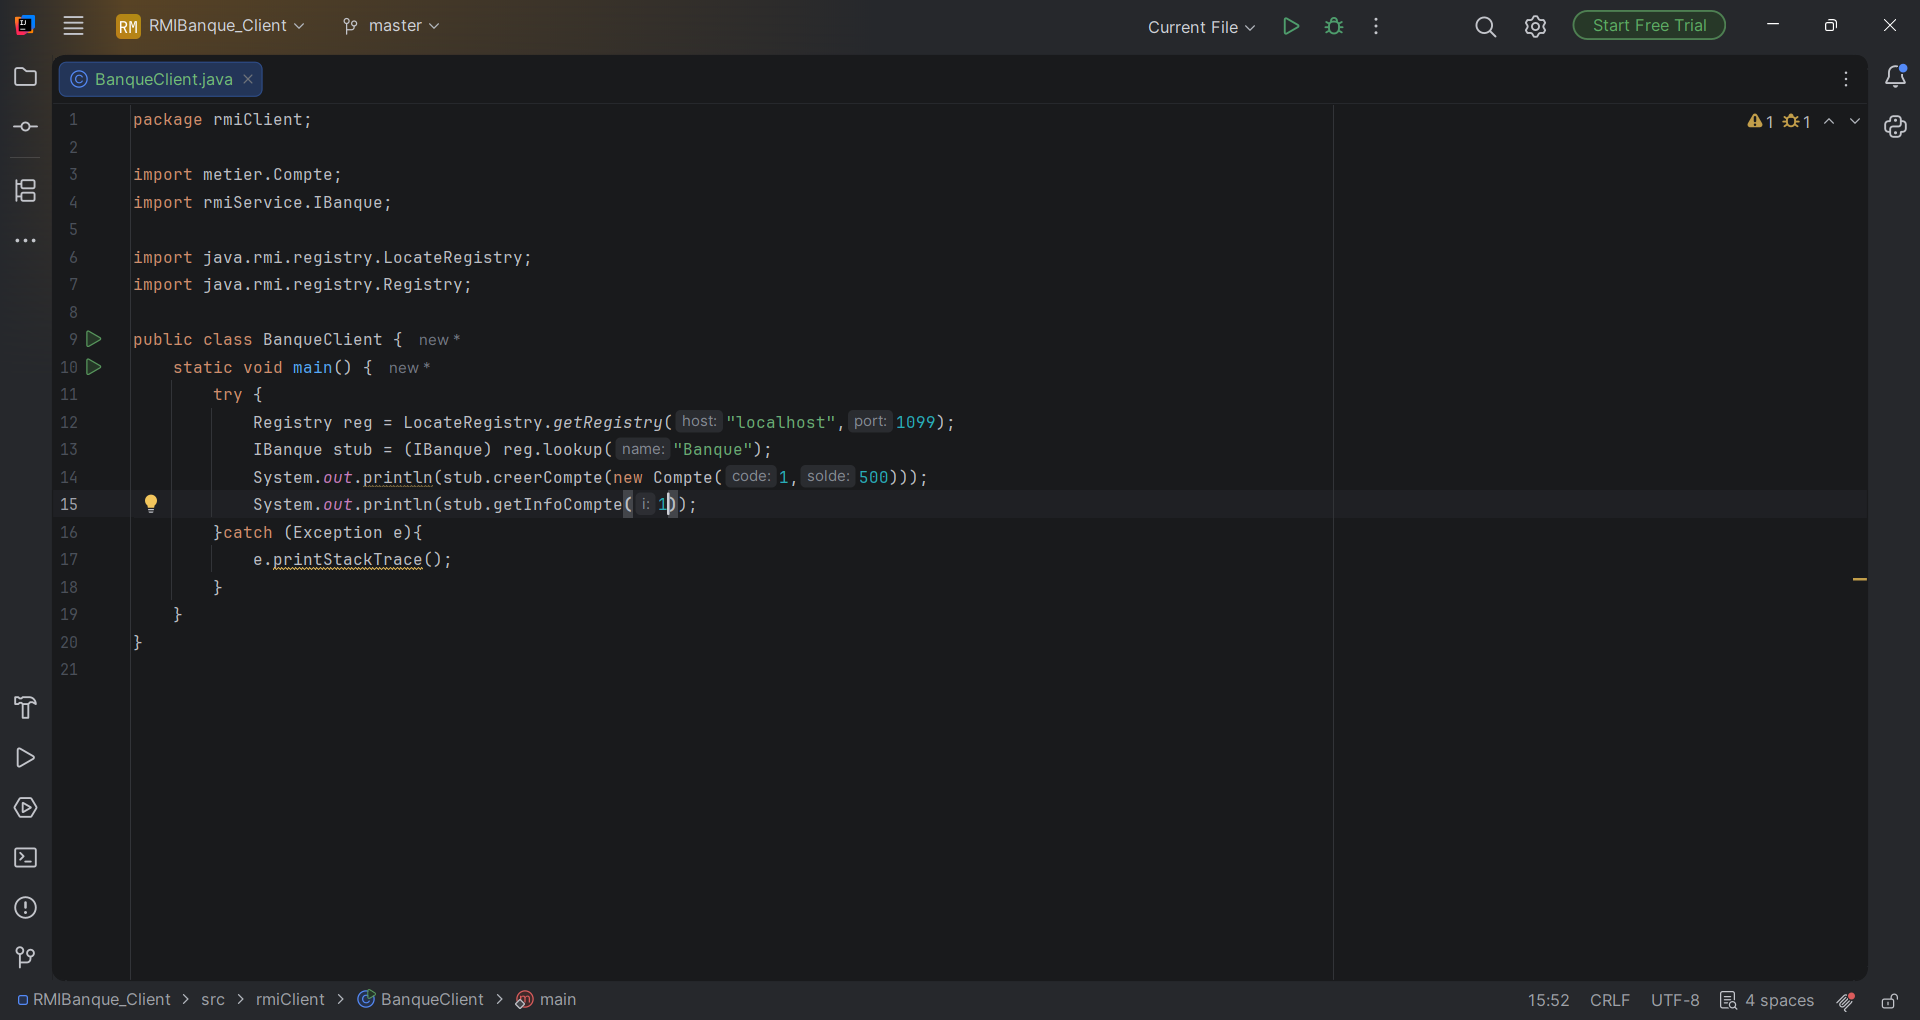 RM RMIBanque_Client master Current File Start Free Trial
BanqueClient.java
1 package rmiClient; 1 1
2
3 import metier.Compte;
4 import rmiService.IBanque;
5
6 import java.rmi.registry.LocateRegistry;
7 import java.rmi.registry.Registry;
8
9 public class BanqueClient { new *
10 static void main() { new *
11 try {
12 Registry reg = LocateRegistry.getRegistry( host: "localhost", port: 1099);
13 IBanque stub = (IBanque) reg.lookup( name: "Banque");
14 System.out.println(stub.creerCompte(new Compte( code: 1, solde: 500)));
15 System.out.println(stub.getInfoCompte( i: 1));
16 }catch (Exception e){
17 e.printStackTrace();
18 }
19 }
20 }
21
RMIBanque_Client > src > rmiClient > BanqueClient > main 15:52 CRLF UTF-8 4 spaces